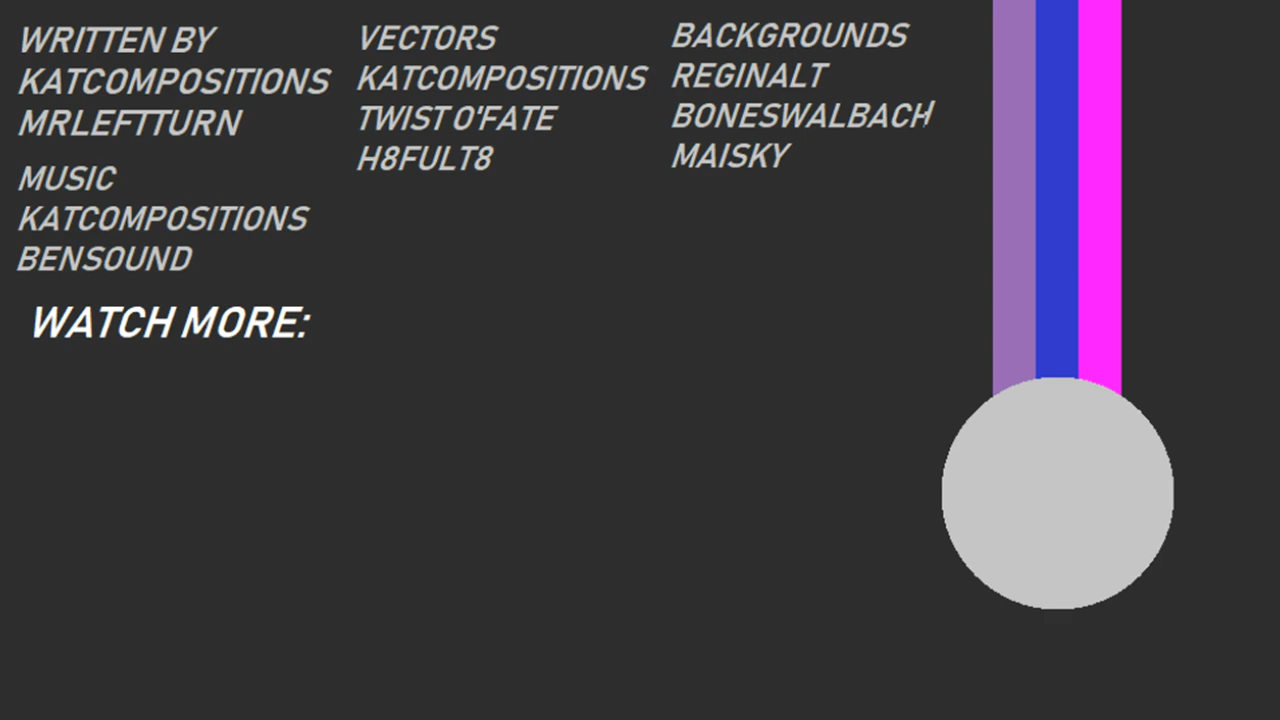 WRITTEN BY
KATCOMPOSITIONS
MRLEFTTURN
MUSIC
KATCOMPOSITIONS
BENSOUND
VECTORS
KATCOMPOSITIONS
TWIST O'FATE
H8FULT8
BACKGROUNDS
REGINALT
BONESWALBACH
MAISKY
WATCH MORE: